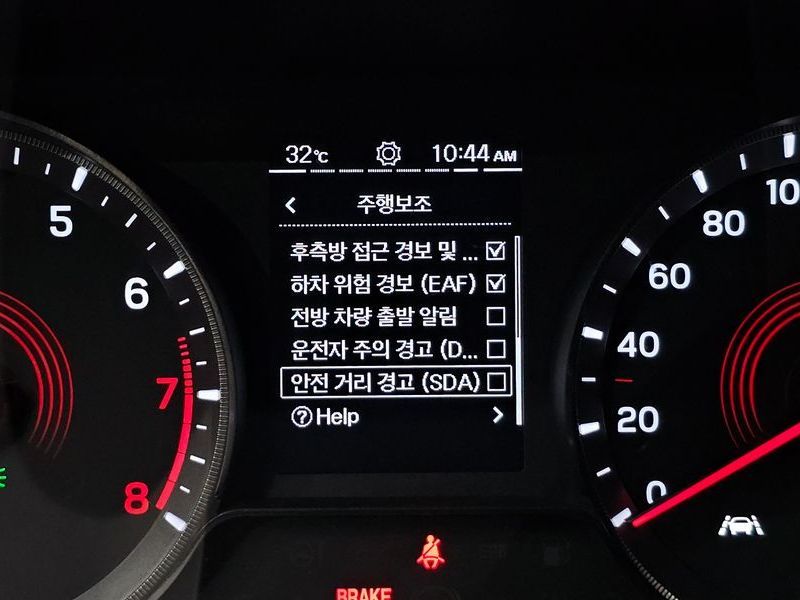 32℃ 10:44 AM
주행보조
후측방 접근 경보 및 ...
하차 위험 경보 (EAF)
전방 차량 출발 알림
운전자 주의 경고 (D...
안전 거리 경고 (SDA)
Help
5
6
7
8
100
80
60
40
20
0
BRAKE